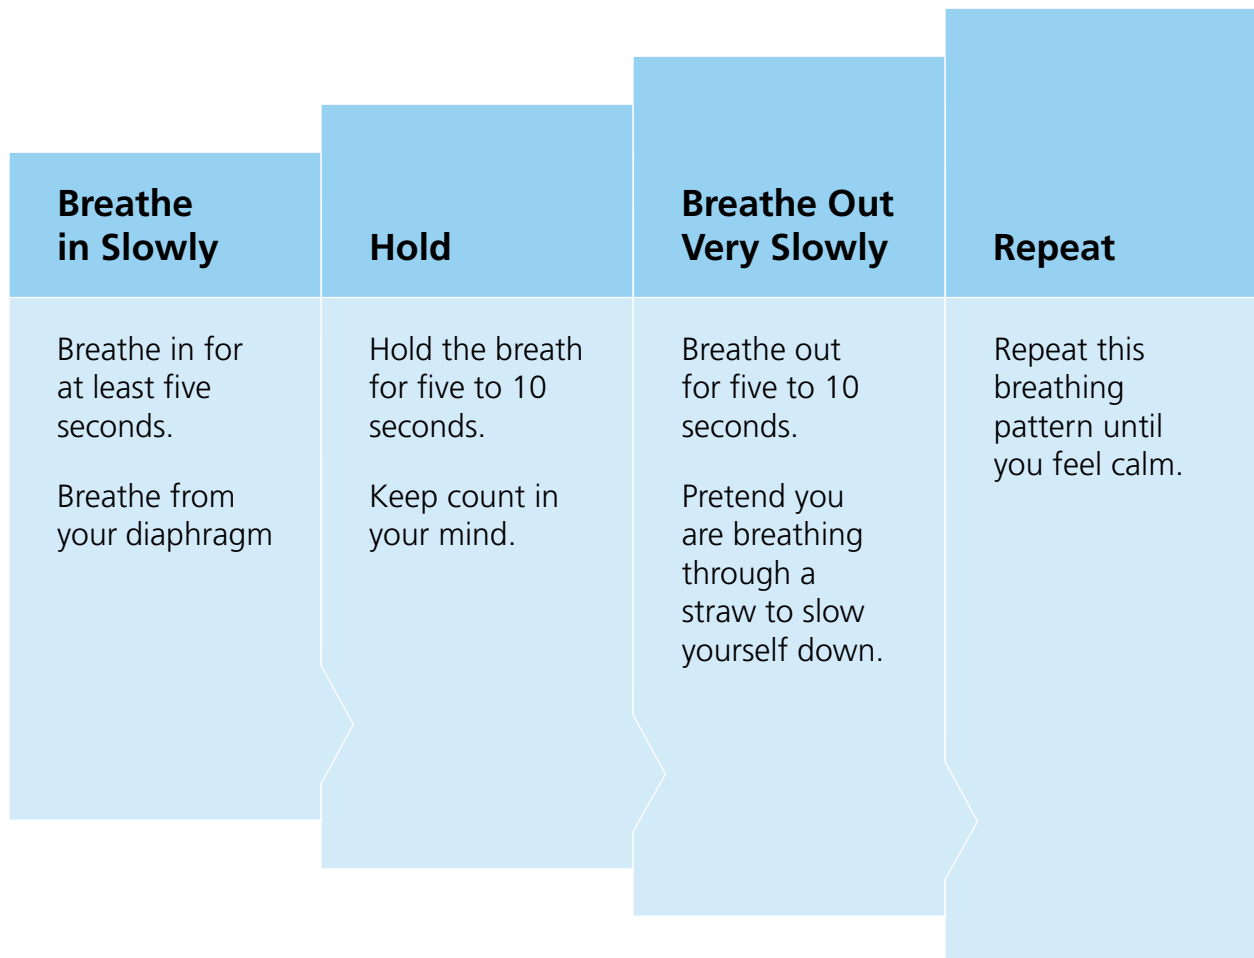 Breathe
in Slowly
Breathe in for
at least five
seconds.
Breathe from
your diaphragm
Hold
Hold the breath
for five to 10
seconds.
Keep count in
your mind.
Breathe Out
Very Slowly
Breathe out
for five to 10
seconds.
Pretend you
are breathing
through a
straw to slow
yourself down.
Repeat
Repeat this
breathing
pattern until
you feel calm.